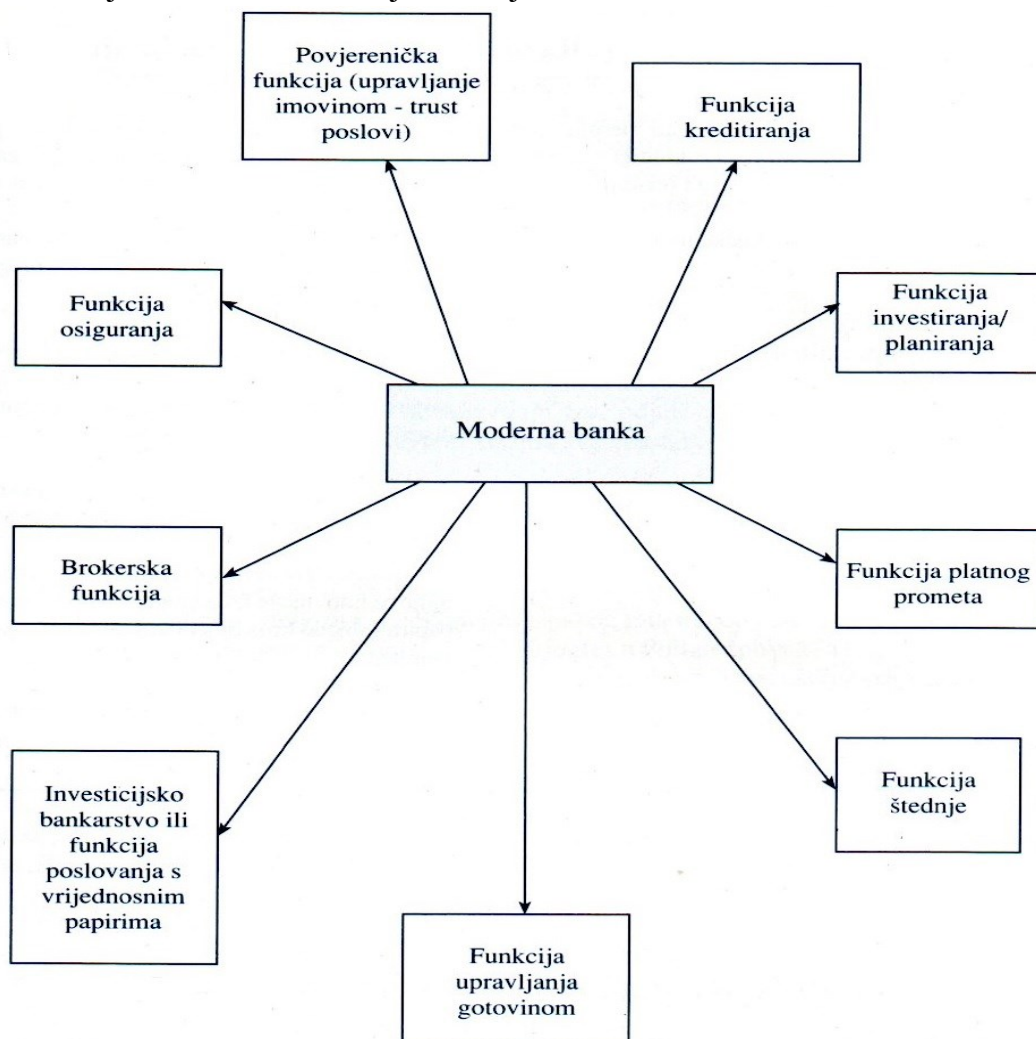 Povjerenička
funkcija (upravljanje
imovinom - trust
poslovi)
Funkcija
kreditiranja
Funkcija
osiguranja
Funkcija
investiranja/
planiranja
Moderna banka
Brokerska
funkcija
Funkcija platnog
prometa
Investicijsko
bankarstvo ili
funkcija
poslovanja s
vrijednosnim
papirima
Funkcija
štednje
Funkcija
upravljanja
gotovinom